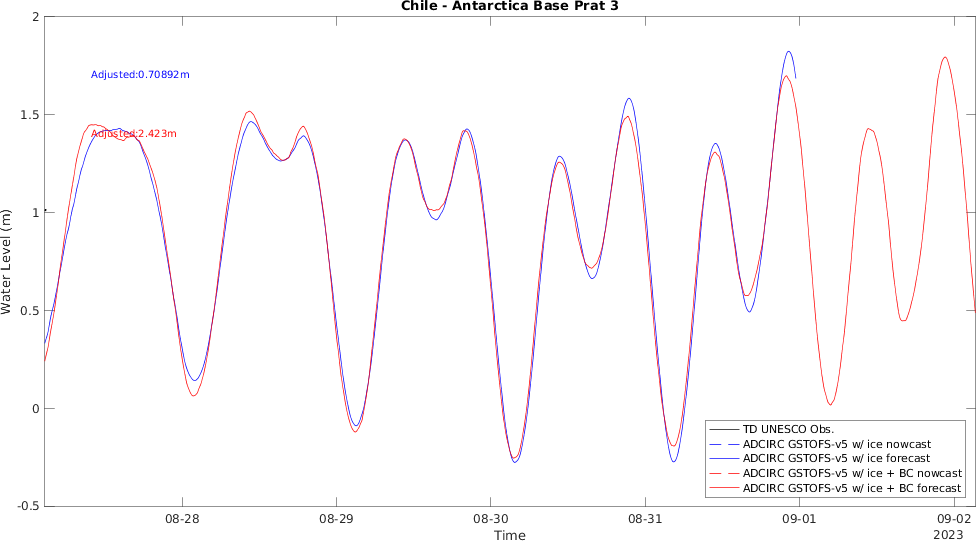 Chile - Antarctica Base Prat 3
2
1.5
1
0.5
0
-0.5
Water Level (m)
Adjusted:0.70892m
Adjusted:2.423m
TD UNESCO Obs.
ADCIRC GSTOFS-v5 w/ ice nowcast
ADCIRC GSTOFS-v5 w/ ice forecast
ADCIRC GSTOFS-v5 w/ ice + BC nowcast
ADCIRC GSTOFS-v5 w/ ice + BC forecast
08-28 08-29 08-30 08-31 09-01 09-02
Time
2023